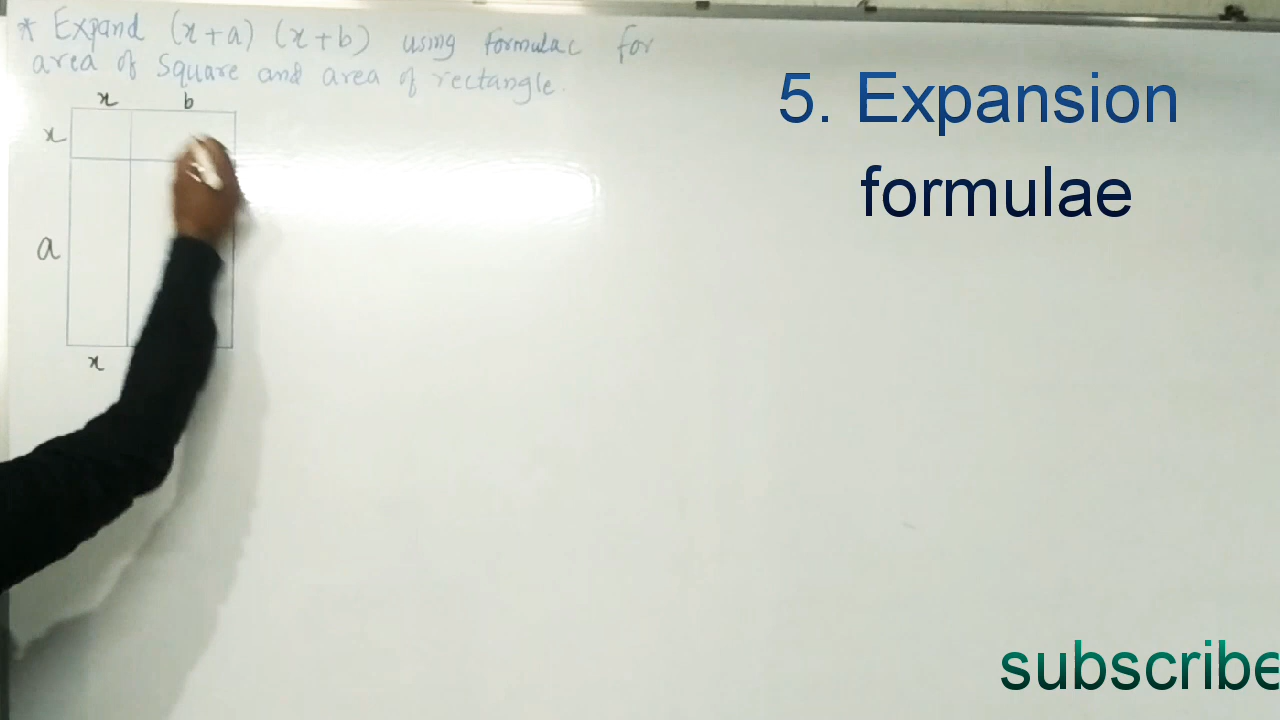 * Expand (x+a) (x+b) using formulae for
area of square and area of rectangle.
x b
x
a
x
5. Expansion
formulae
subscribe